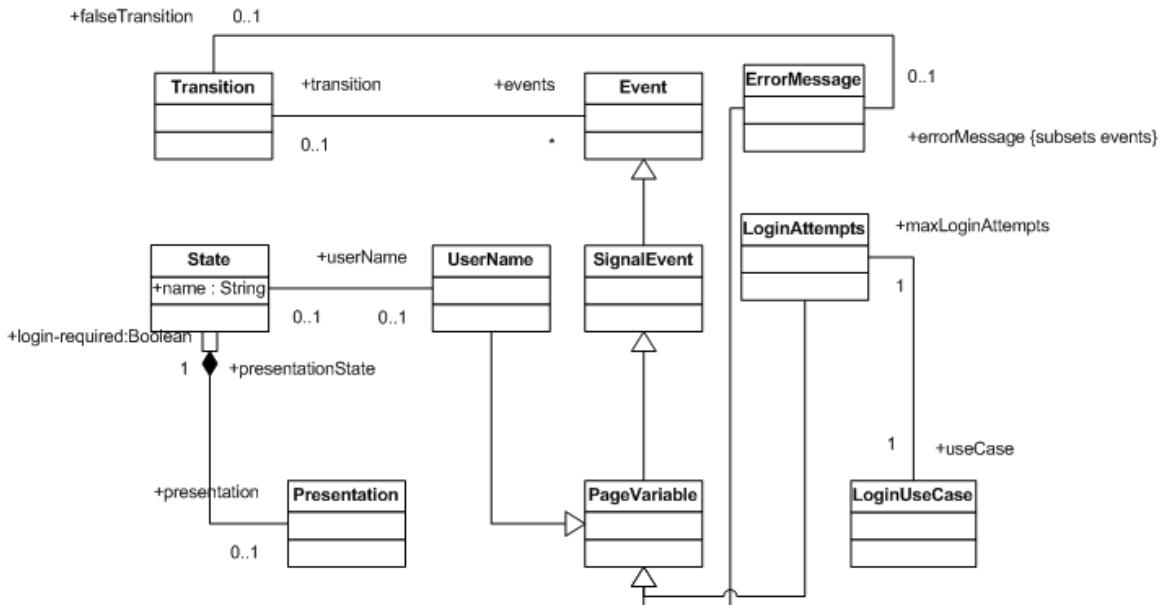 +falseTransition 0..1
Transition +transition +events Event ErrorMessage 0..1
0..1 * +errorMessage {subsets events}
LoginAttempts +maxLoginAttempts
State +userName UserName SignalEvent
+name : String 1
0..1 0..1
+login-required:Boolean
1 +presentationState
1 +useCase
+presentation Presentation PageVariable LoginUseCase
0..1